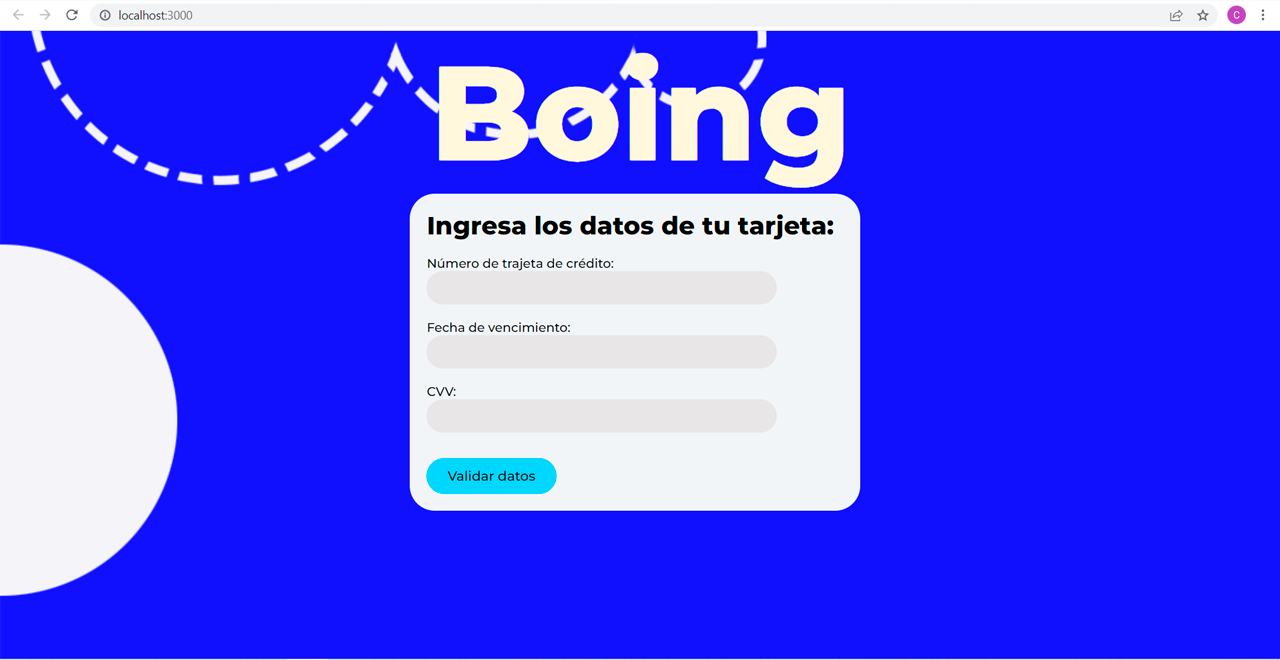 localhost:3000
C
Boing
Ingresa los datos de tu tarjeta:
Número de trajeta de crédito:
Fecha de vencimiento:
CVV:
Validar datos